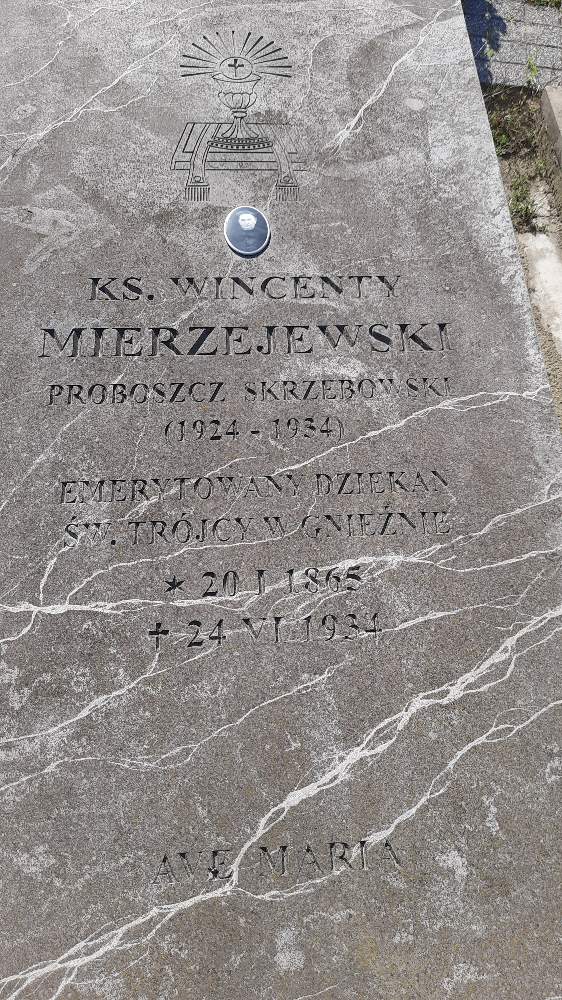 KS. WINCENTY
MIERZEJEWSKI
PROBOSZCZ SKRZEBOWSKI
(1924 - 1934)
EMERYTOWANY DZIEKAN
ŚW. TRÓJCY W GNIEŹNIE
★ 20 I 1865
✝ 24 VI 1934
AVE MARIA